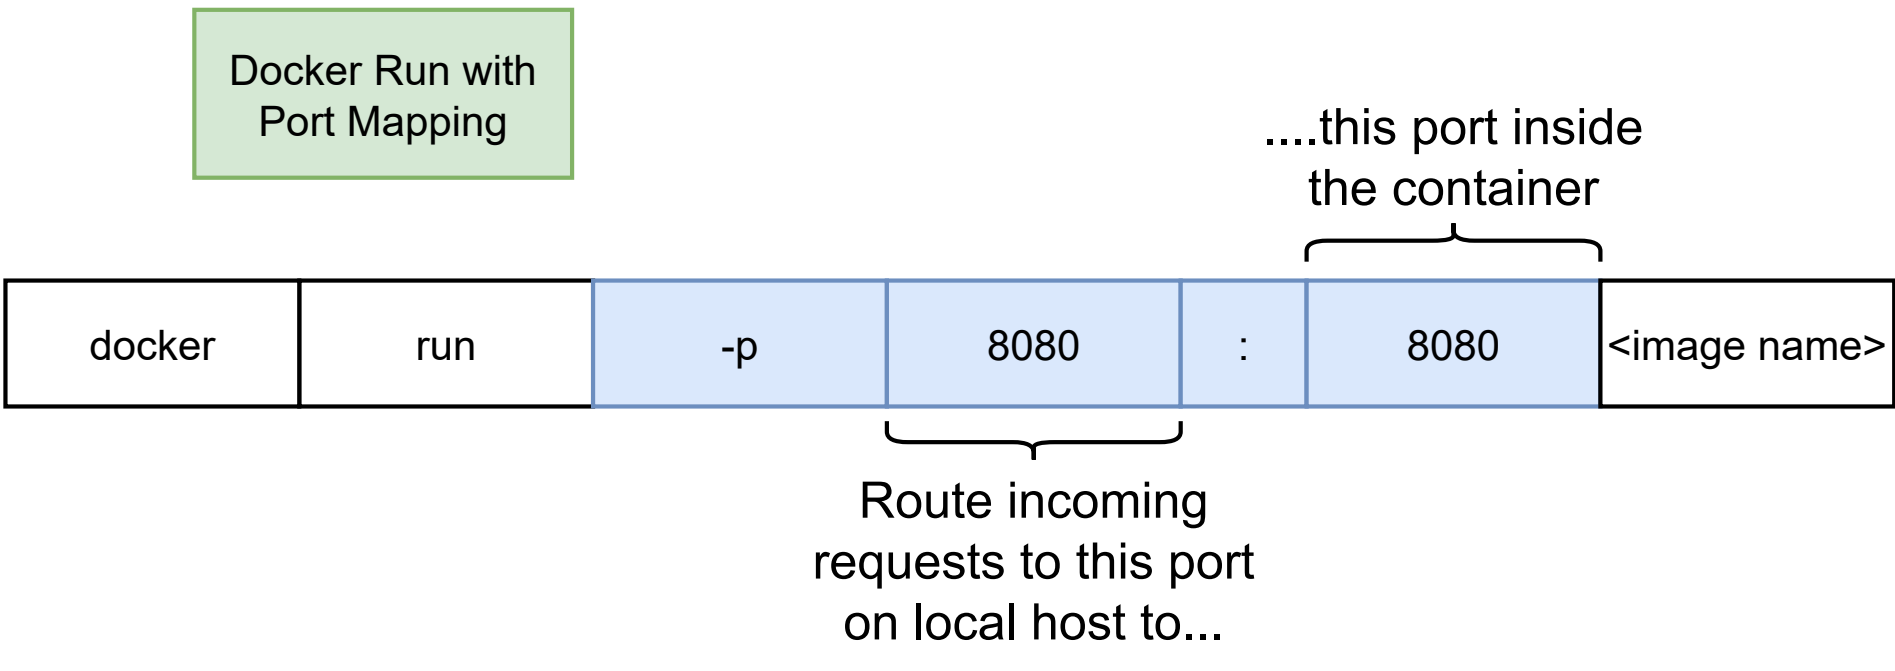 Docker Run with
Port Mapping
....this port inside
the container
docker run -p 8080 : 8080 <image name>
Route incoming
requests to this port
on local host to...